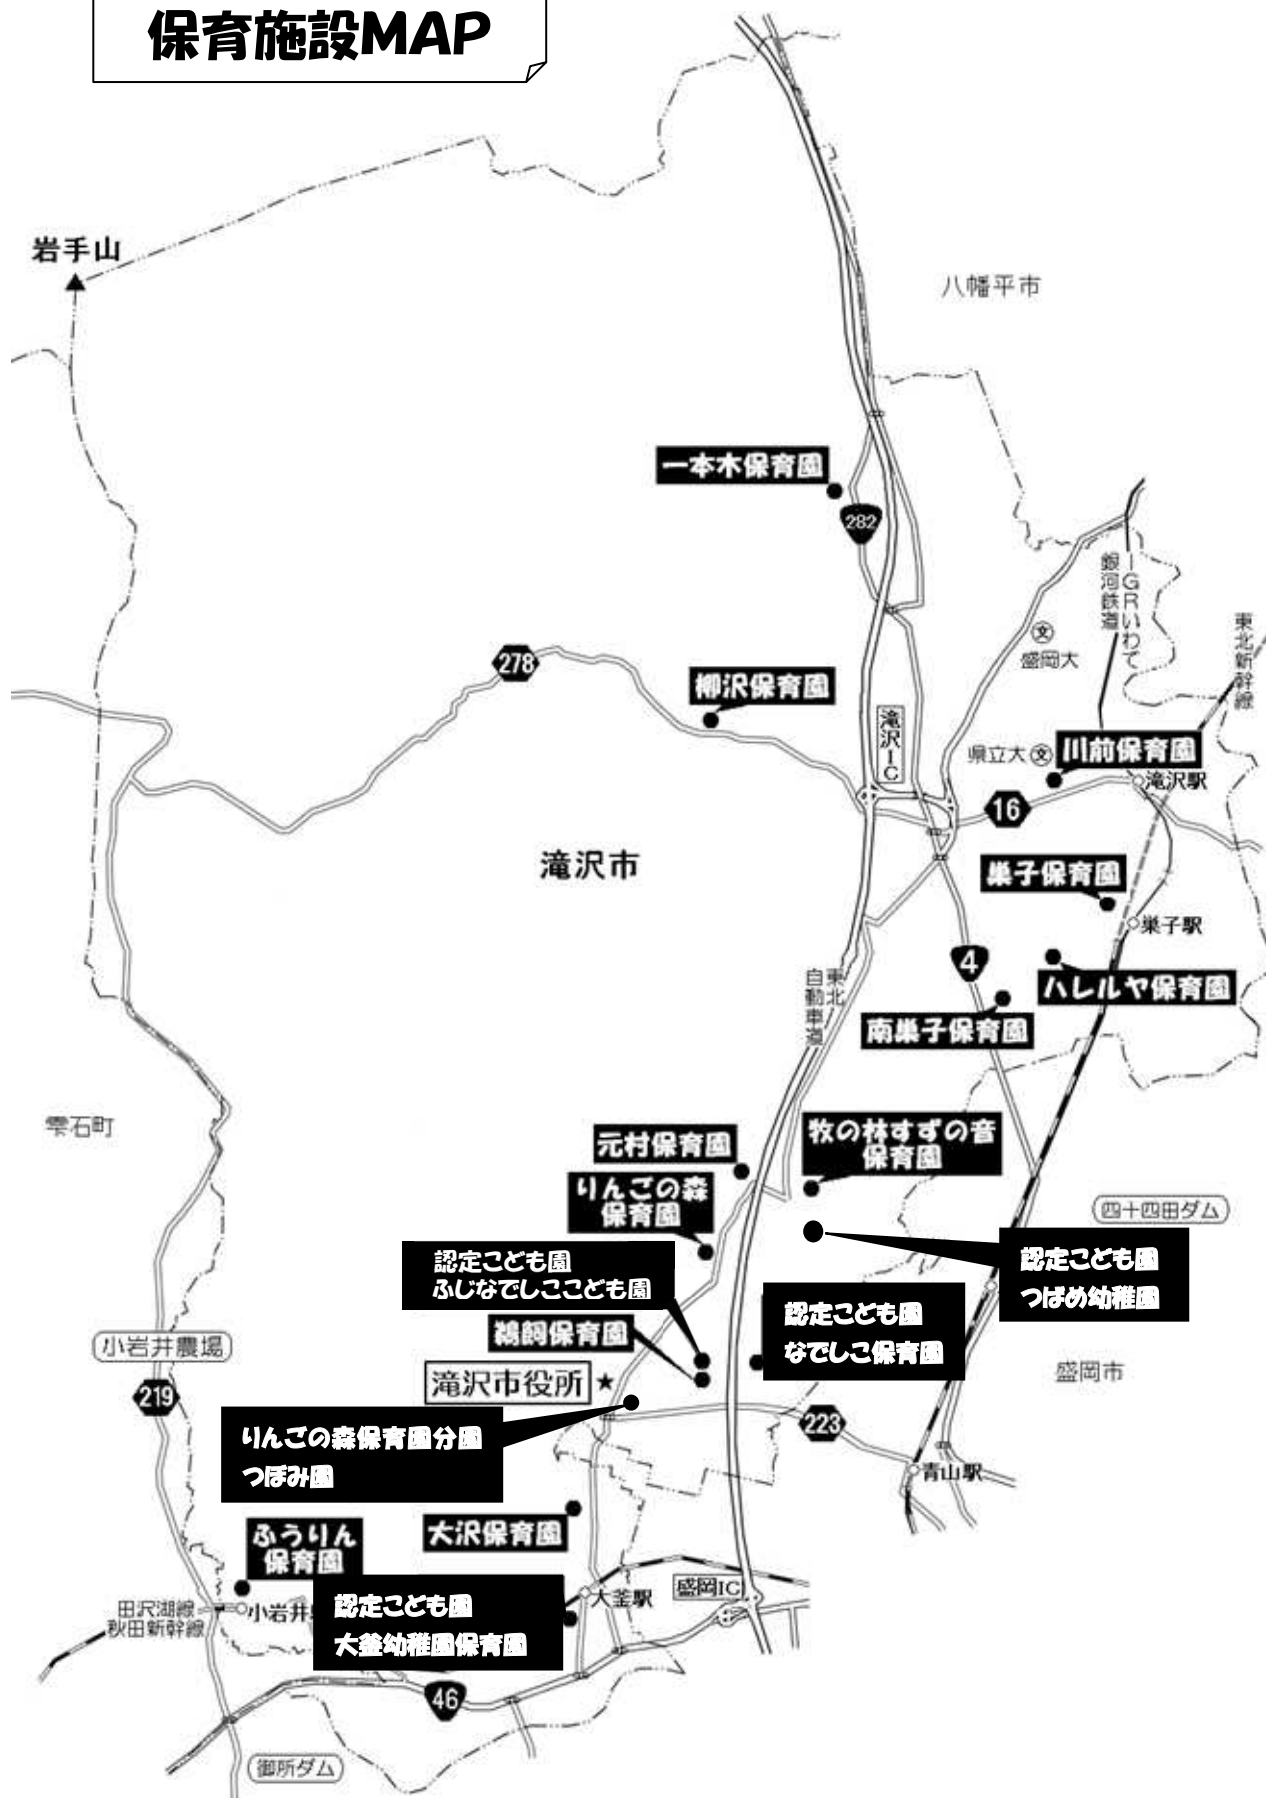 保育施設MAP
岩手山
八幡平市
一本木保育園
282
IGRいわて
銀河鉄道
東北新幹線
盛岡大
278
柳沢保育園
滝沢IC
県立大
川前保育園
滝沢駅
16
滝沢市
巣子保育園
巣子駅
4
ハレルヤ保育園
東北
自動車道
南巣子保育園
雫石町
元村保育園
牧の林すずの音
保育園
りんごの森
保育園
四十四田ダム
認定こども園
ふじなでしここども園
認定こども園
つばめ幼稚園
認定こども園
なでしこ保育園
鵜飼保育園
小岩井農場
滝沢市役所
盛岡市
219
りんごの森保育園分園
つぼみ園
223
青山駅
大沢保育園
ふうりん
保育園
大釜駅
盛岡IC
田沢湖線
秋田新幹線
小岩井
認定こども園
大釜幼稚園保育園
46
御所ダム